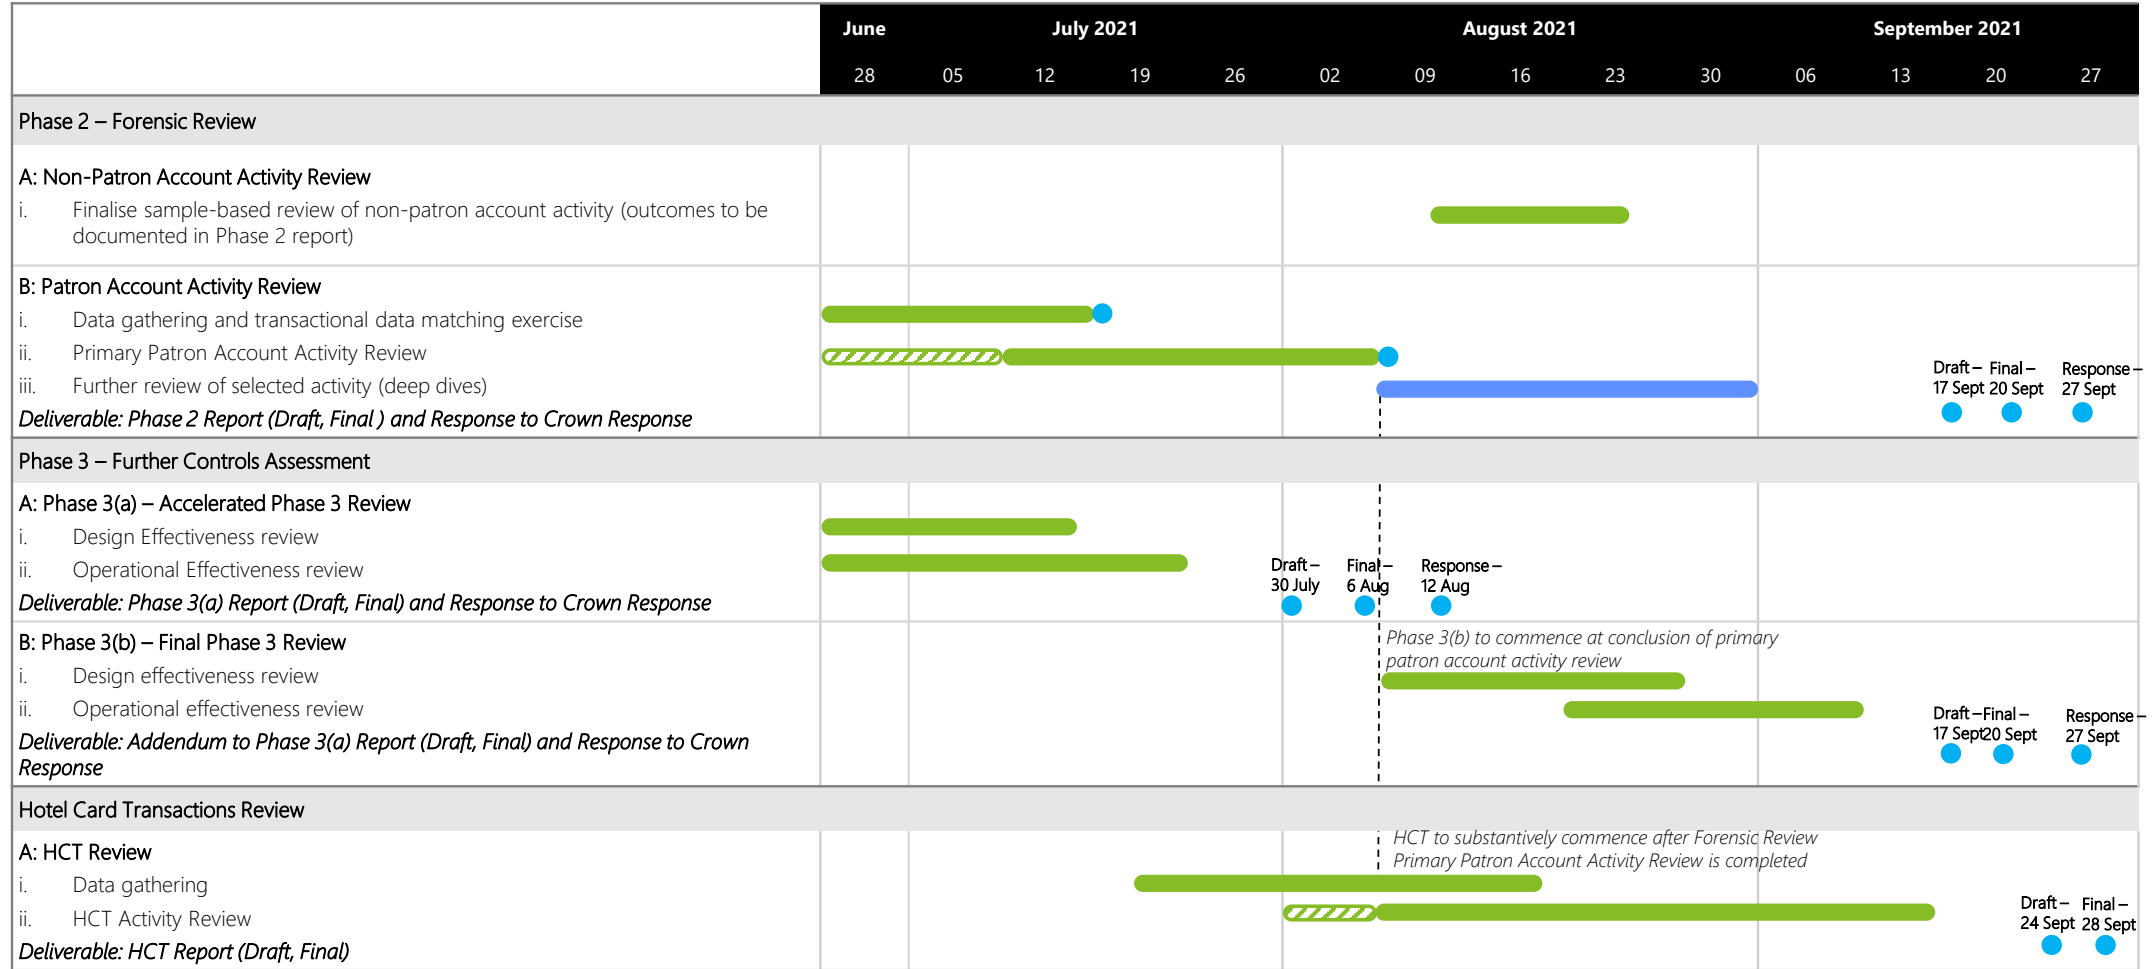 June July 2021 August 2021 September 2021
28 05 12 19 26 02 09 16 23 30 06 13 20 27
Phase 2 – Forensic Review
A: Non-Patron Account Activity Review
i. Finalise sample-based review of non-patron account activity (outcomes to be
documented in Phase 2 report)
B: Patron Account Activity Review
i. Data gathering and transactional data matching exercise
ii. Primary Patron Account Activity Review
iii. Further review of selected activity (deep dives)
Draft – Final – Response –
17 Sept 20 Sept 27 Sept
Deliverable: Phase 2 Report (Draft, Final ) and Response to Crown Response
Phase 3 – Further Controls Assessment
A: Phase 3(a) – Accelerated Phase 3 Review
i. Design Effectiveness review
ii. Operational Effectiveness review
Draft – Final – Response –
30 July 6 Aug 12 Aug
Deliverable: Phase 3(a) Report (Draft, Final) and Response to Crown Response
B: Phase 3(b) – Final Phase 3 Review
Phase 3(b) to commence at conclusion of primary
patron account activity review
i. Design effectiveness review
ii. Operational effectiveness review
Draft – Final – Response –
17 Sept 20 Sept 27 Sept
Deliverable: Addendum to Phase 3(a) Report (Draft, Final) and Response to Crown
Response
Hotel Card Transactions Review
HCT to substantively commence after Forensic Review
Primary Patron Account Activity Review is completed
A: HCT Review
i. Data gathering
ii. HCT Activity Review
Draft – Final –
24 Sept 28 Sept
Deliverable: HCT Report (Draft, Final)